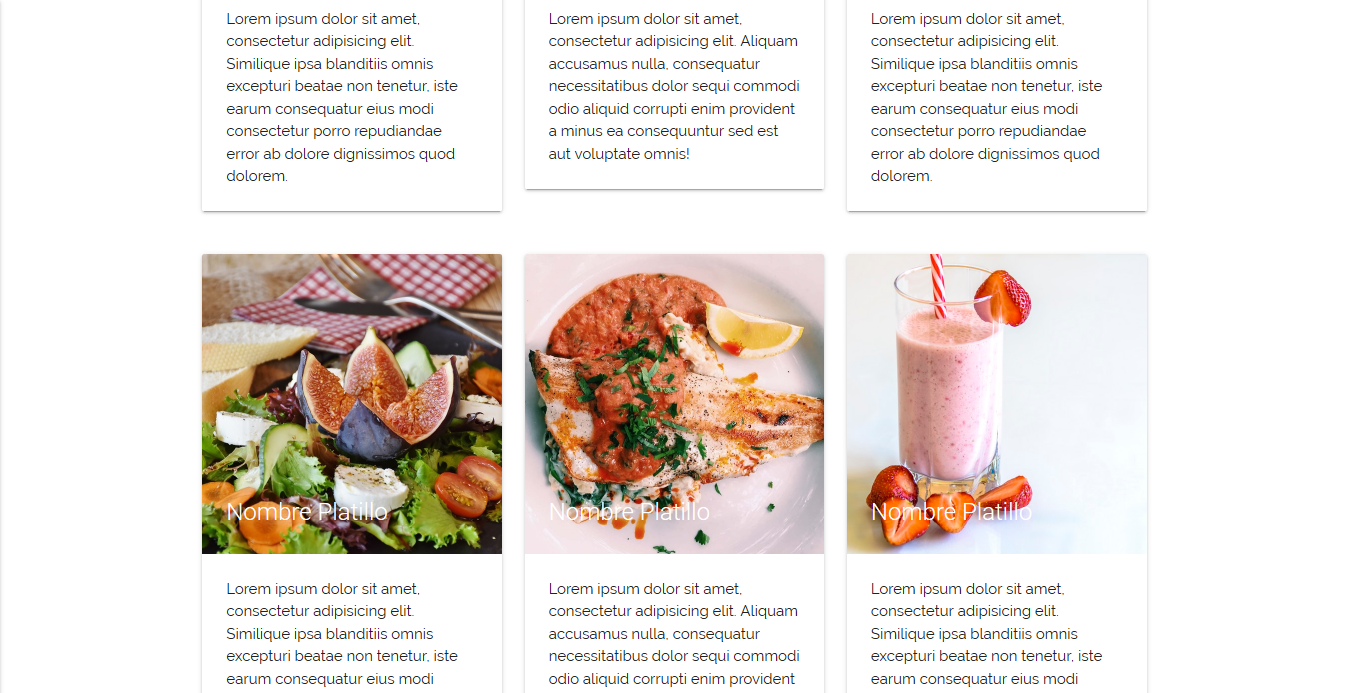 Lorem ipsum dolor sit amet,
consectetur adipisicing elit.
Similique ipsa blanditiis omnis
excepturi beatae non tenetur, iste
earum consequatur eius modi
consectetur porro repudiandae
error ab dolore dignissimos quod
dolorem.
Lorem ipsum dolor sit amet,
consectetur adipisicing elit. Aliquam
accusamus nulla, consequatur
necessitatibus dolor sequi commodi
odio aliquid corrupti enim provident
a minus ea consequuntur sed est
aut voluptate omnis!
Lorem ipsum dolor sit amet,
consectetur adipisicing elit.
Similique ipsa blanditiis omnis
excepturi beatae non tenetur, iste
earum consequatur eius modi
consectetur porro repudiandae
error ab dolore dignissimos quod
dolorem.
Nombre Platillo
Lorem ipsum dolor sit amet,
consectetur adipisicing elit.
Similique ipsa blanditiis omnis
excepturi beatae non tenetur, iste
earum consequatur eius modi
Nombre Platillo
Lorem ipsum dolor sit amet,
consectetur adipisicing elit. Aliquam
accusamus nulla, consequatur
necessitatibus dolor sequi commodi
odio aliquid corrupti enim provident
Nombre Platillo
Lorem ipsum dolor sit amet,
consectetur adipisicing elit.
Similique ipsa blanditiis omnis
excepturi beatae non tenetur, iste
earum consequatur eius modi